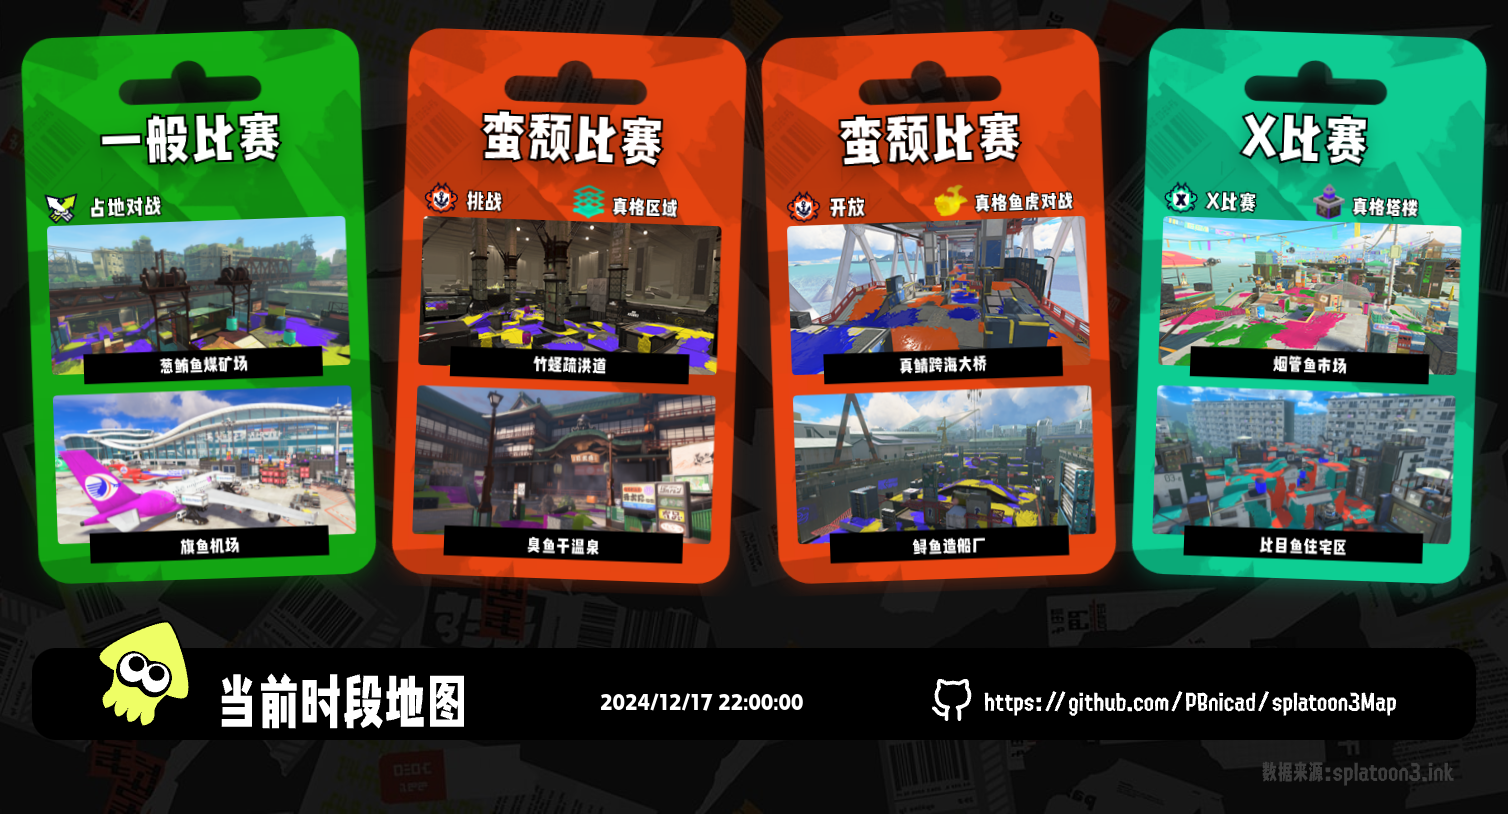 一般比赛
占地对战
葱鲔鱼煤矿场
旗鱼机场
蛮颓比赛
挑战
真格区域
竹蛏疏洪道
臭鱼干温泉
蛮颓比赛
开放
真格鱼虎对战
真鲷跨海大桥
鲟鱼造船厂
X比赛
X比赛
真格塔楼
烟管鱼市场
比目鱼住宅区
当前时段地图
2024/12/17 22:00:00
https://github.com/PBnicad/splatoon3Map
数据来源:splatoon3.ink